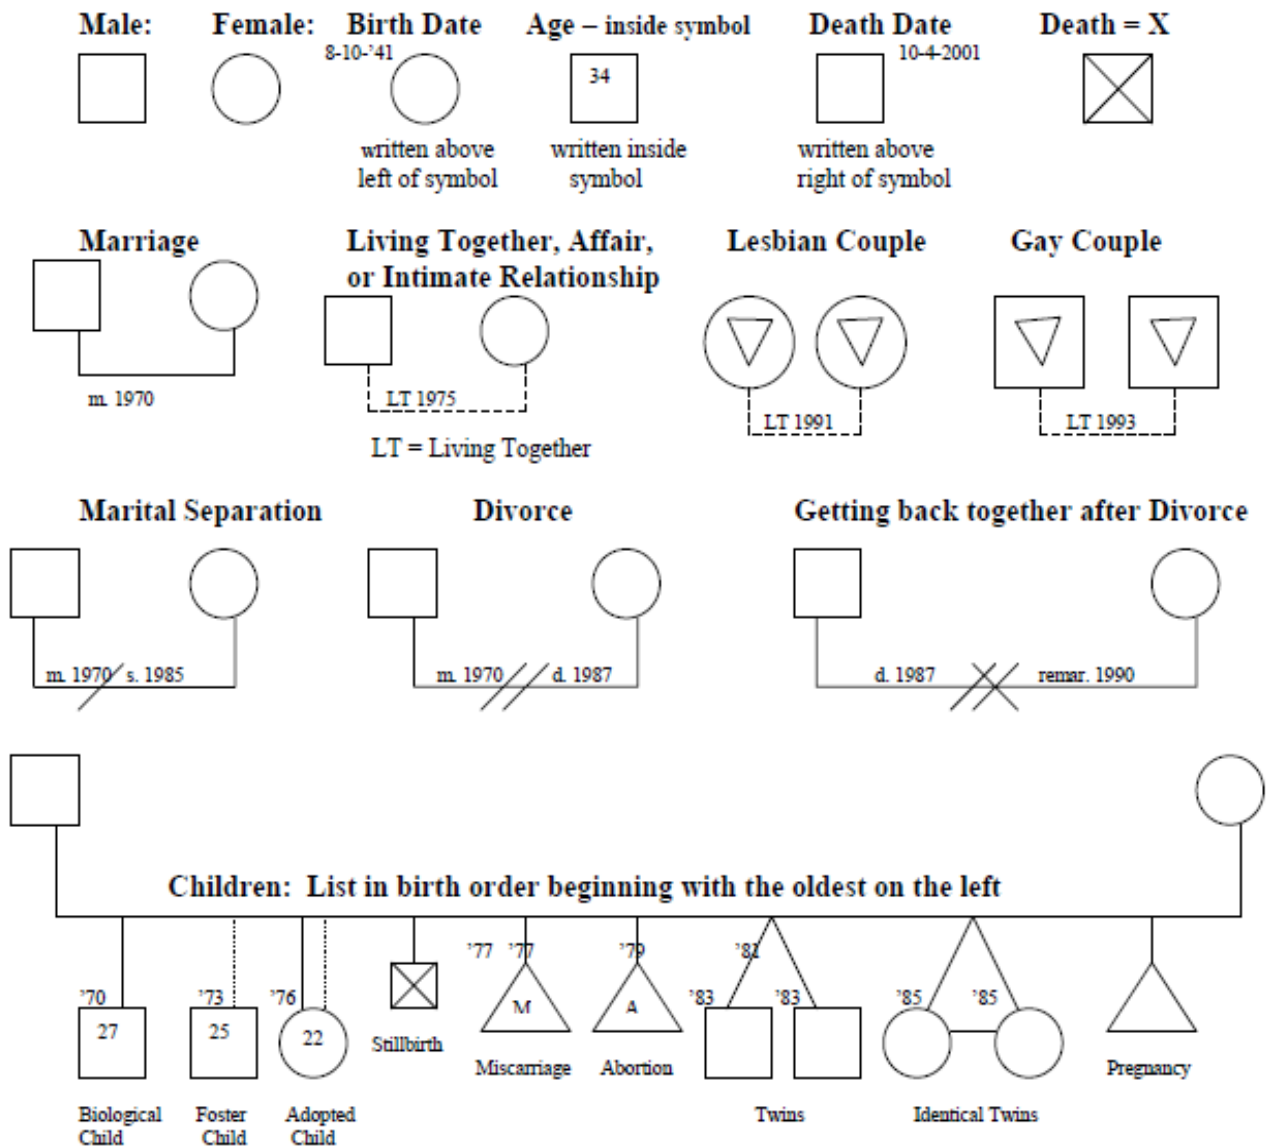 Male:
Female:
Birth Date
Age – inside symbol
Death Date
Death = X
8-10-'41
34
10-4-2001
written above
left of symbol
written inside
symbol
written above
right of symbol
Marriage
Living Together, Affair,
or Intimate Relationship
Lesbian Couple
Gay Couple
m. 1970
LT 1975
LT = Living Together
LT 1991
LT 1993
Marital Separation
Divorce
Getting back together after Divorce
m. 1970
s. 1985
m. 1970
d. 1987
d. 1987
remar. 1990
Children: List in birth order beginning with the oldest on the left
'77
'77
'79
'81
'70
'73
'76
'83
'83
'85
'85
27
25
22
M
A
Stillbirth
Miscarriage
Abortion
Pregnancy
Biological
Child
Foster
Child
Adopted
Child
Twins
Identical Twins